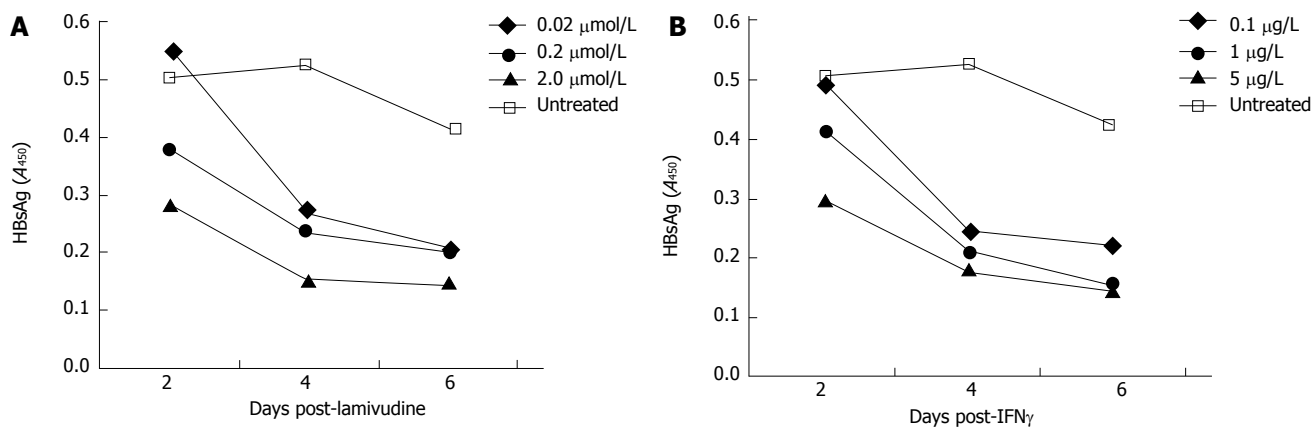 A
0.6
0.5
0.4
0.3
0.2
0.1
0.0
HBsAg (A450)
2 4 6
Days post-lamivudine
0.02 μmol/L
0.2 μmol/L
2.0 μmol/L
Untreated
B
0.6
0.5
0.4
0.3
0.2
0.1
0.0
HBsAg (A450)
2 4 6
Days post-IFNγ
0.1 μg/L
1 μg/L
5 μg/L
Untreated